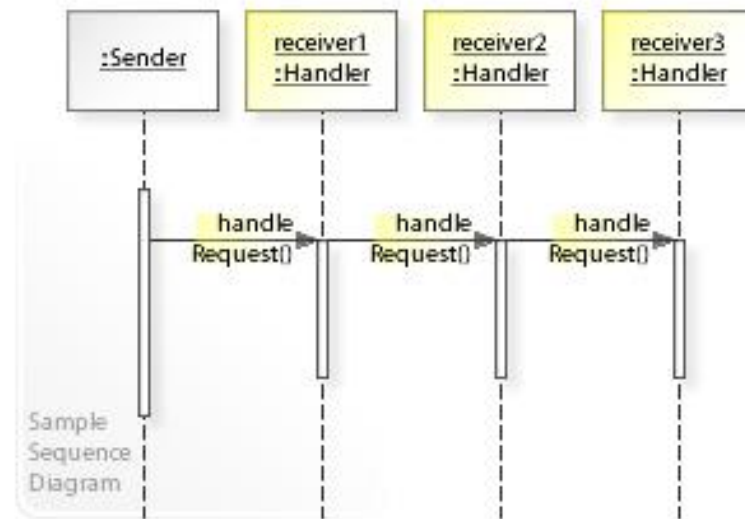 :Sender
receiver1
:Handler
receiver2
:Handler
receiver3
:Handler
handle
Request()
handle
Request()
handle
Request()
Sample
Sequence
Diagram